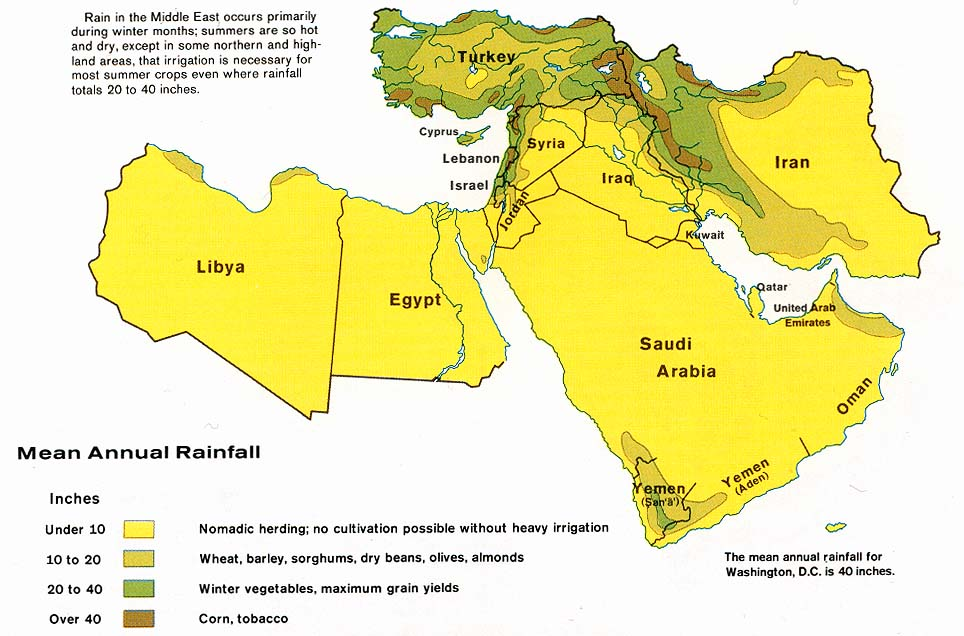 Rain in the Middle East occurs primarily
during winter months; summers are so hot
and dry, except in some northern and high-
land areas, that irrigation is necessary for
most summer crops even where rainfall
totals 20 to 40 inches.
Turkey
Cyprus
Lebanon
Syria
Israel
Jordan
Iraq
Iran
Kuwait
Libya
Egypt
Qatar
United Arab
Emirates
Saudi
Arabia
Oman
Yemen
(Ṣan'ā')
Yemen
(Aden)
Mean Annual Rainfall
Inches
Under 10 Nomadic herding; no cultivation possible without heavy irrigation
10 to 20 Wheat, barley, sorghums, dry beans, olives, almonds
20 to 40 Winter vegetables, maximum grain yields
Over 40 Corn, tobacco
The mean annual rainfall for
Washington, D.C. is 40 inches.